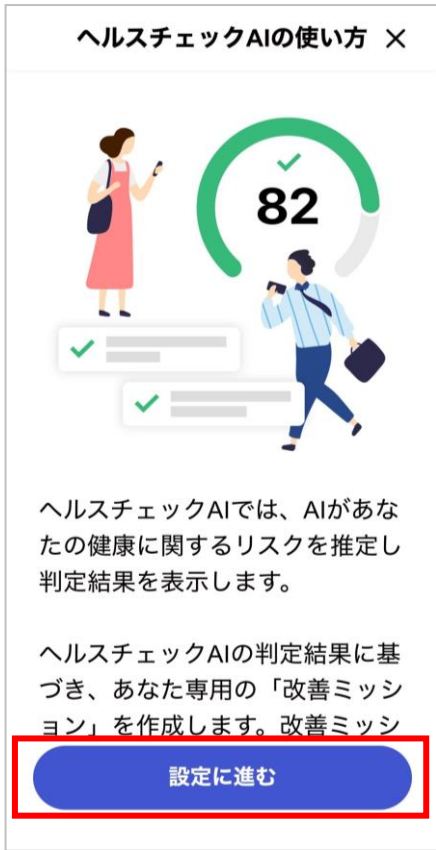 ヘルスチェックAIの使い方 ×
82
ヘルスチェックAIでは、AIがあな
たの健康に関するリスクを推定し
判定結果を表示します。
ヘルスチェックAIの判定結果に基
づき、あなた専用の「改善ミッシ
ョン」を作成します。改善ミッシ
設定に進む